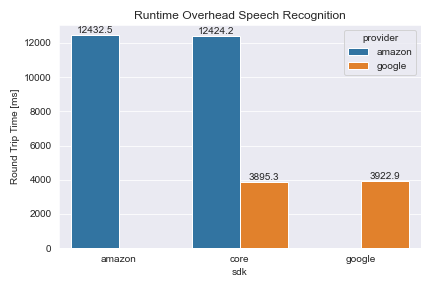 Runtime Overhead Speech Recognition
Round Trip Time [ms]
12000
10000
8000
6000
4000
2000
0
12432.5
12424.2
3895.3
3922.9
provider
amazon
google
amazon
core
google
sdk